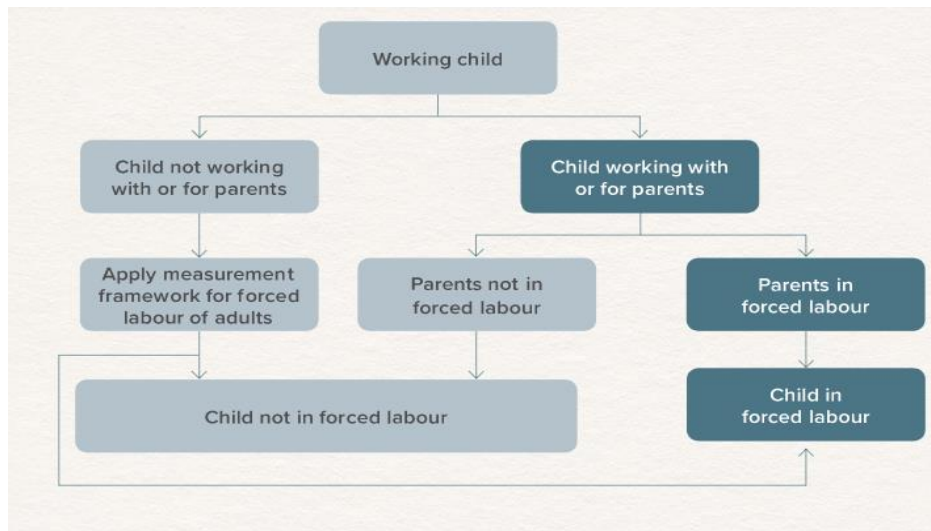 Working child
Child not working
with or for parents
Child working with
or for parents
Apply measurement
framework for forced
labour of adults
Parents not in
forced labour
Parents in
forced labour
Child not in forced labour
Child in
forced labour